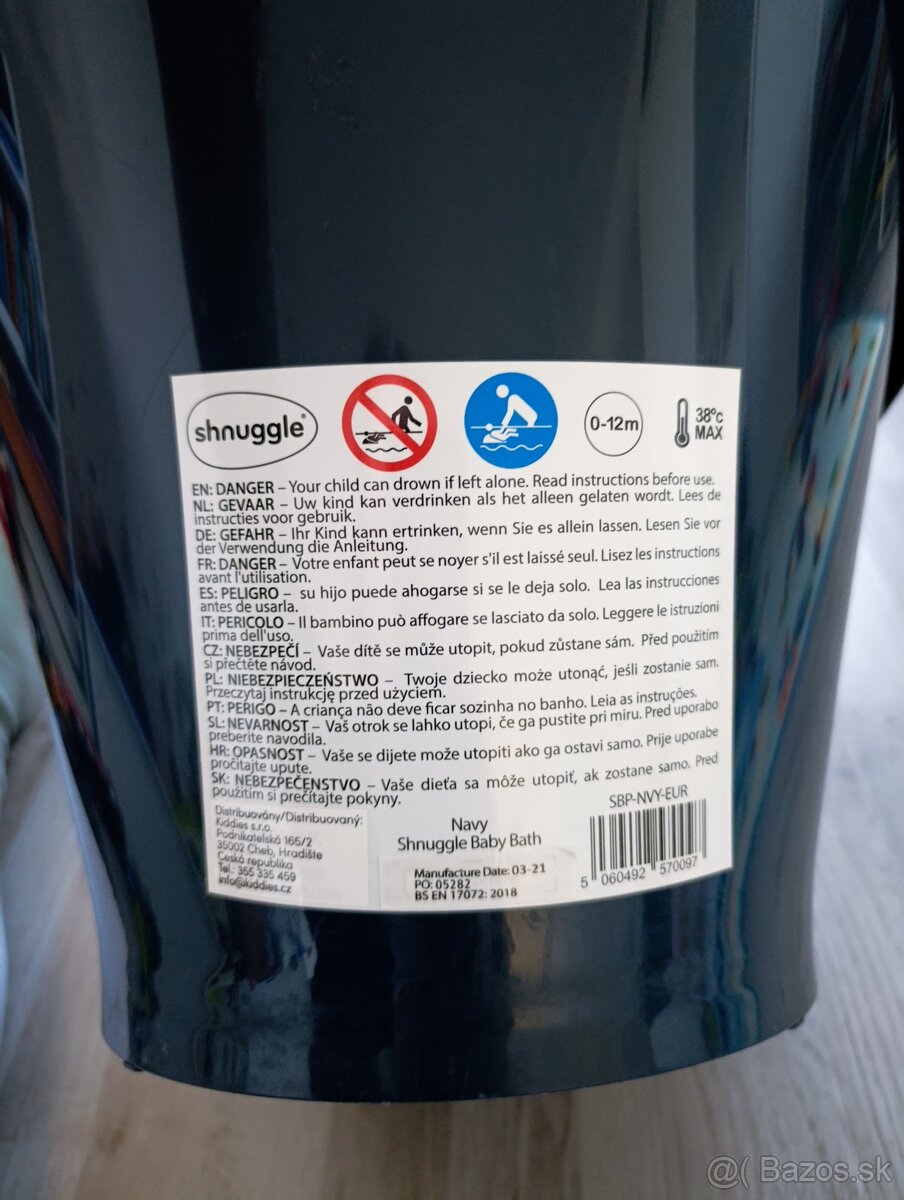 shnuggle®
0-12m
38°C
MAX
EN: DANGER – Your child can drown if left alone. Read instructions before use.
NL: GEVAAR – Uw kind kan verdrinken als het alleen gelaten wordt. Lees de
instructies voor gebruik.
DE: GEFAHR – Ihr Kind kann ertrinken, wenn Sie es allein lassen. Lesen Sie vor
der Verwendung die Anleitung.
FR: DANGER – Votre enfant peut se noyer s'il est laissé seul. Lisez les instructions
avant l'utilisation.
ES: PELIGRO – su hijo puede ahogarse si se le deja solo. Lea las instrucciones
antes de usarla.
IT: PERICOLO – Il bambino può affogare se lasciato da solo. Leggere le istruzioni
prima dell'uso.
CZ: NEBEZPEČÍ – Vaše dítě se může utopit, pokud zůstane sám. Před použitím
si přečtěte návod.
PL: NIEBEZPIECZEŃSTWO – Twoje dziecko może utonąć, jeśli zostanie sam.
Przeczytaj instrukcję przed użyciem.
PT: PERIGO – A criança não deve ficar sozinha no banho. Leia as instruções.
SL: NEVARNOST – Vaš otrok se lahko utopi, če ga pustite pri miru. Pred uporabo
preberite navodila.
HR: OPASNOST – Vaše se dijete može utopiti ako ga ostavi samo. Prije uporabe
pročitajte upute.
SK: NEBEZPEČENSTVO – Vaše dieťa sa môže utopiť, ak zostane samo. Pred
použitím si prečítajte pokyny.
Distribuovány/Distribuovaný:
Kiddies s.r.o.
Podnikatelská 165/2
35002 Cheb, Hradiště
Česká republika
Tel.: 355 335 459
info@kiddies.cz
Navy
Shnuggle Baby Bath
Manufacture Date: 03-21
PO: 05282
BS EN 17072: 2018
SBP-NVY-EUR
5 060492 570097
@( Bazos.sk